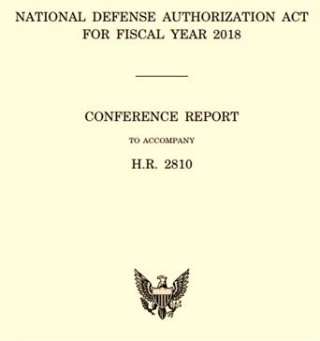 NATIONAL DEFENSE AUTHORIZATION ACT
FOR FISCAL YEAR 2018
CONFERENCE REPORT
TO ACCOMPANY
H.R. 2810